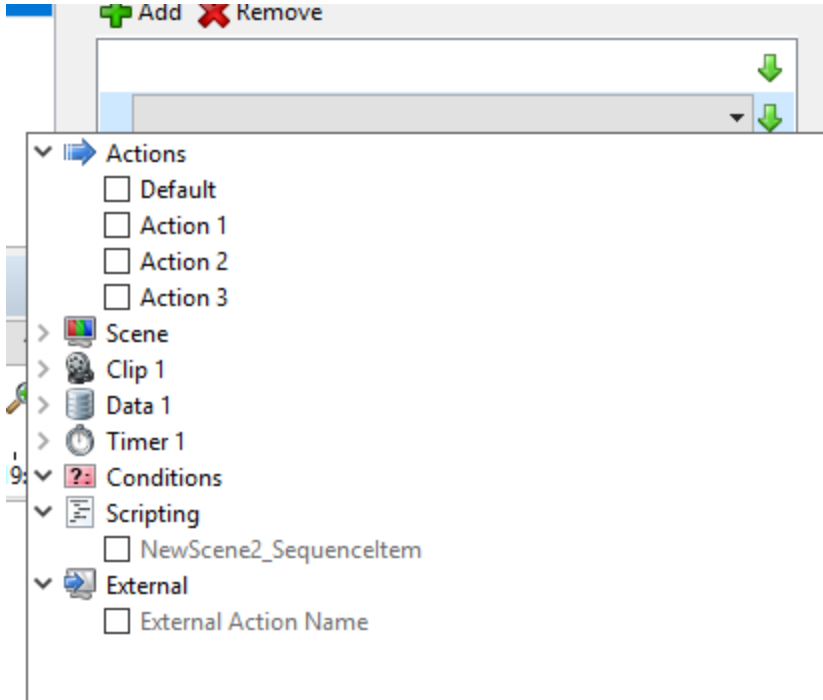 Add Remove
Actions
Default
Action 1
Action 2
Action 3
Scene
Clip 1
Data 1
Timer 1
9:
?: Conditions
Scripting
NewScene2_SequenceItem
External
External Action Name